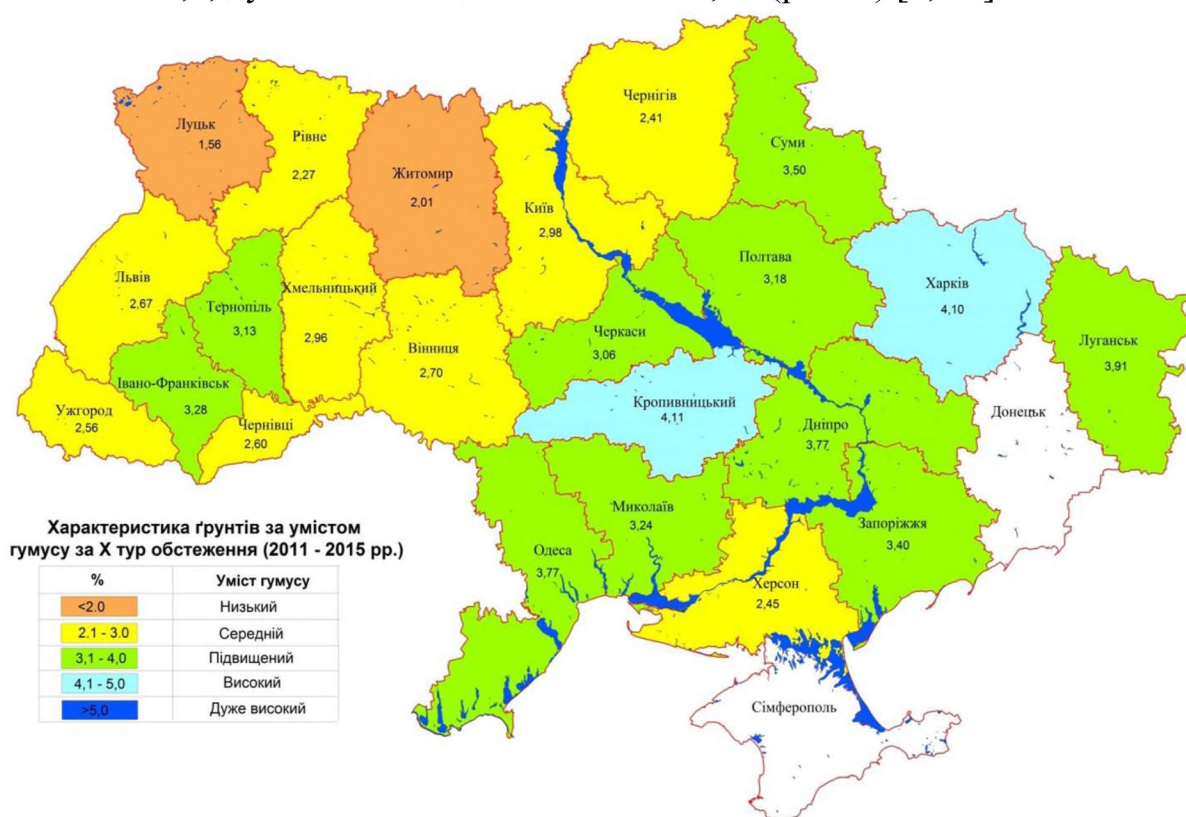 Луцьк
1,56
Рівне
2,27
Житомир
2,01
Київ
2,98
Чернігів
2,41
Суми
3,50
Львів
2,67
Тернопіль
3,13
Хмельницький
2,96
Вінниця
2,70
Черкаси
3,06
Полтава
3,18
Харків
4,10
Луганськ
3,91
Ужгород
2,56
Івано-Франківськ
3,28
Чернівці
2,60
Кропивницький
4,11
Дніпро
3,77
Донецьк
Одеса
3,77
Миколаїв
3,24
Запоріжжя
3,40
Херсон
2,45
Сімферополь
Характеристика ґрунтів за умістом
гумусу за X тур обстеження (2011 - 2015 рр.)
% Уміст гумусу
<2.0 Низький
2.1 - 3.0 Середній
3,1 - 4,0 Підвищений
4,1 - 5,0 Високий
>5,0 Дуже високий